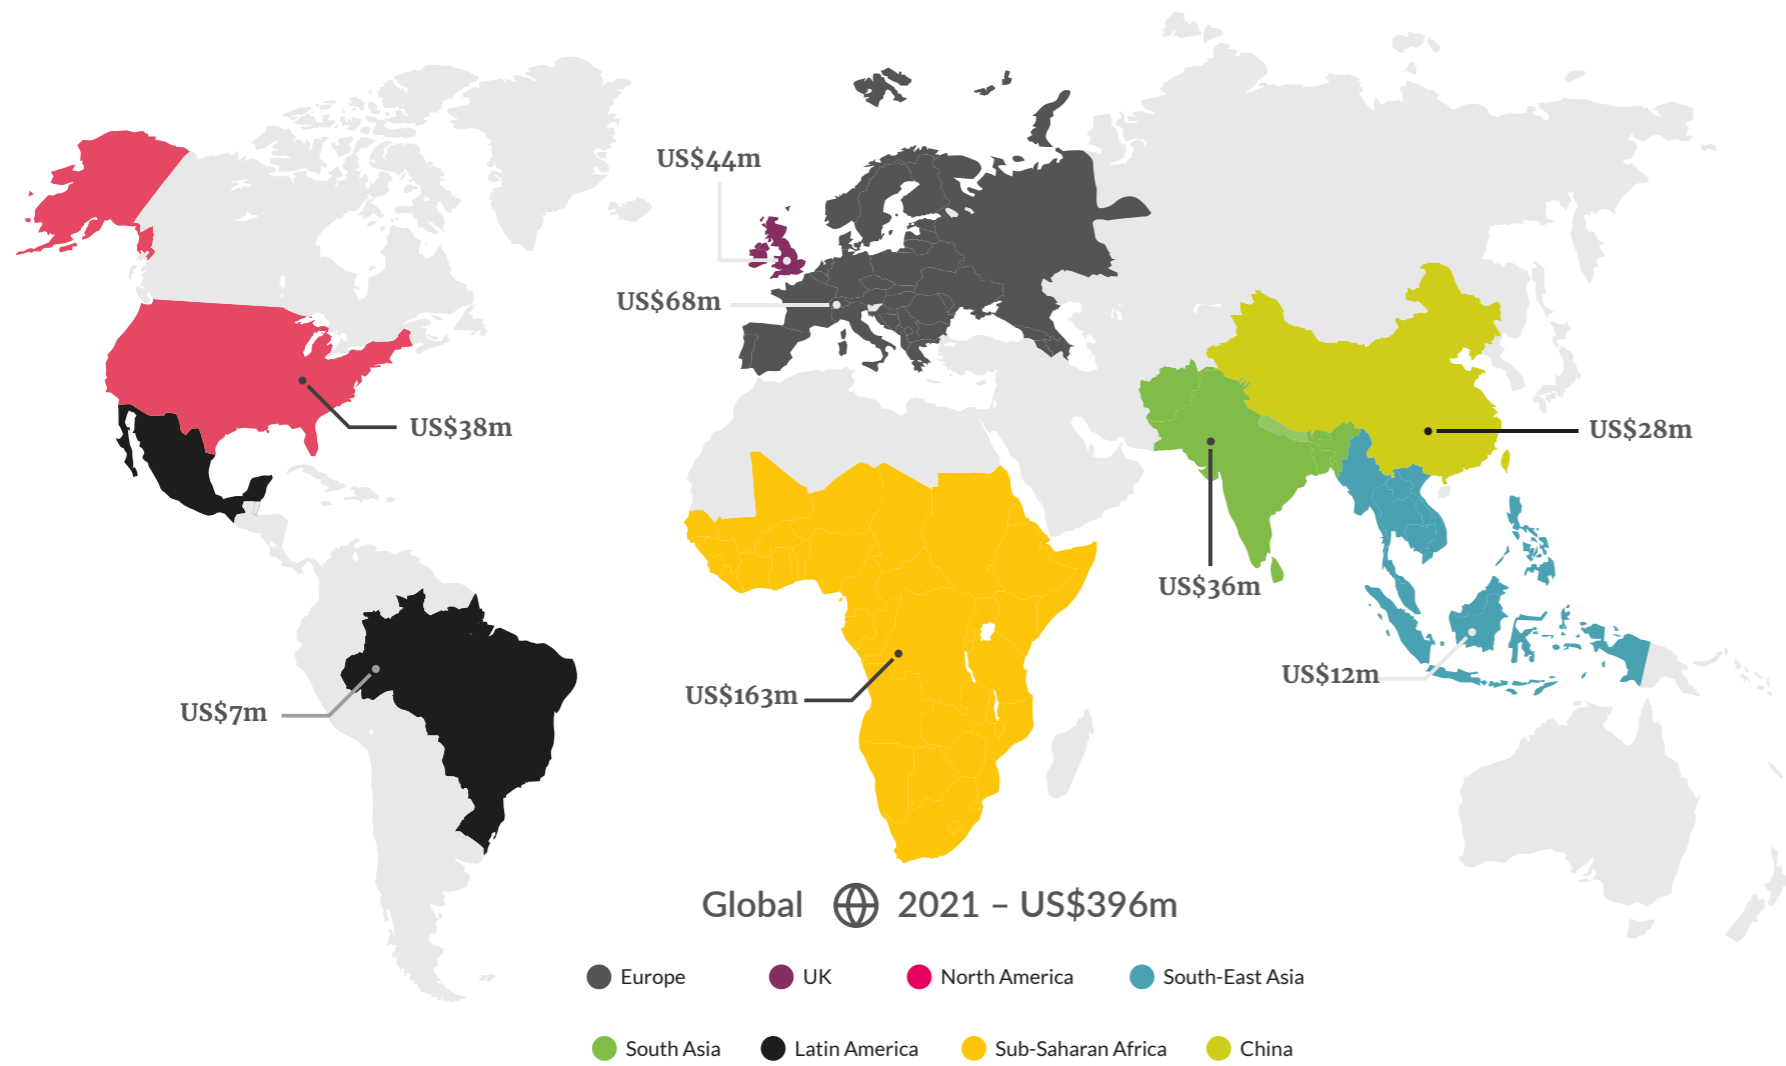 US$44m
US$68m
US$38m
US$28m
US$36m
US$12m
US$163m
US$7m
Global 2021 – US$396m
Europe UK North America South-East Asia
South Asia Latin America Sub-Saharan Africa China